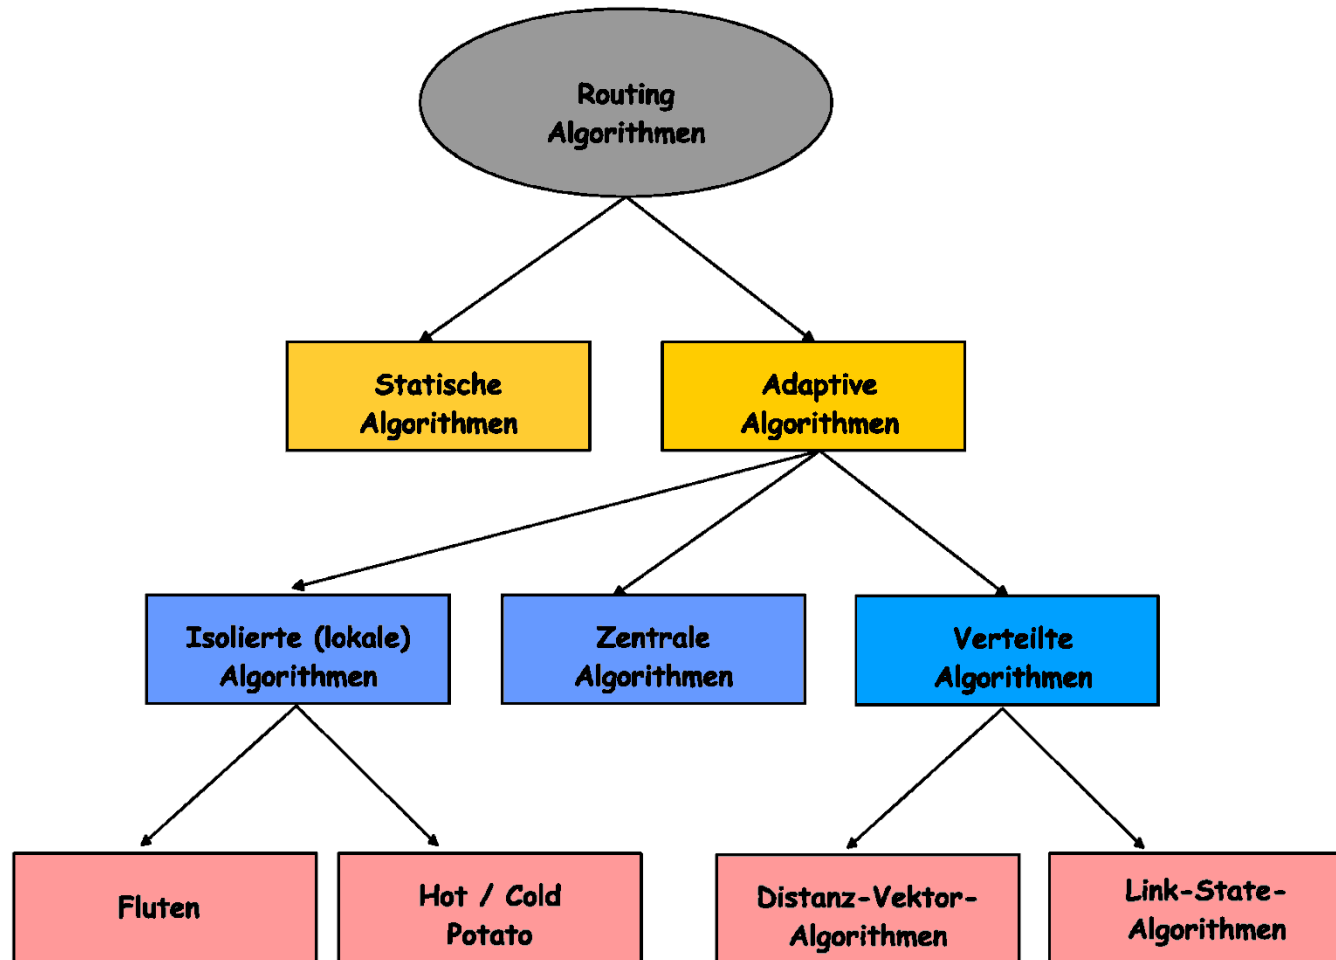 Routing
Algorithmen
Statische
Algorithmen
Adaptive
Algorithmen
Isolierte (lokale)
Algorithmen
Zentrale
Algorithmen
Verteilte
Algorithmen
Fluten
Hot / Cold
Potato
Distanz-Vektor-
Algorithmen
Link-State-
Algorithmen